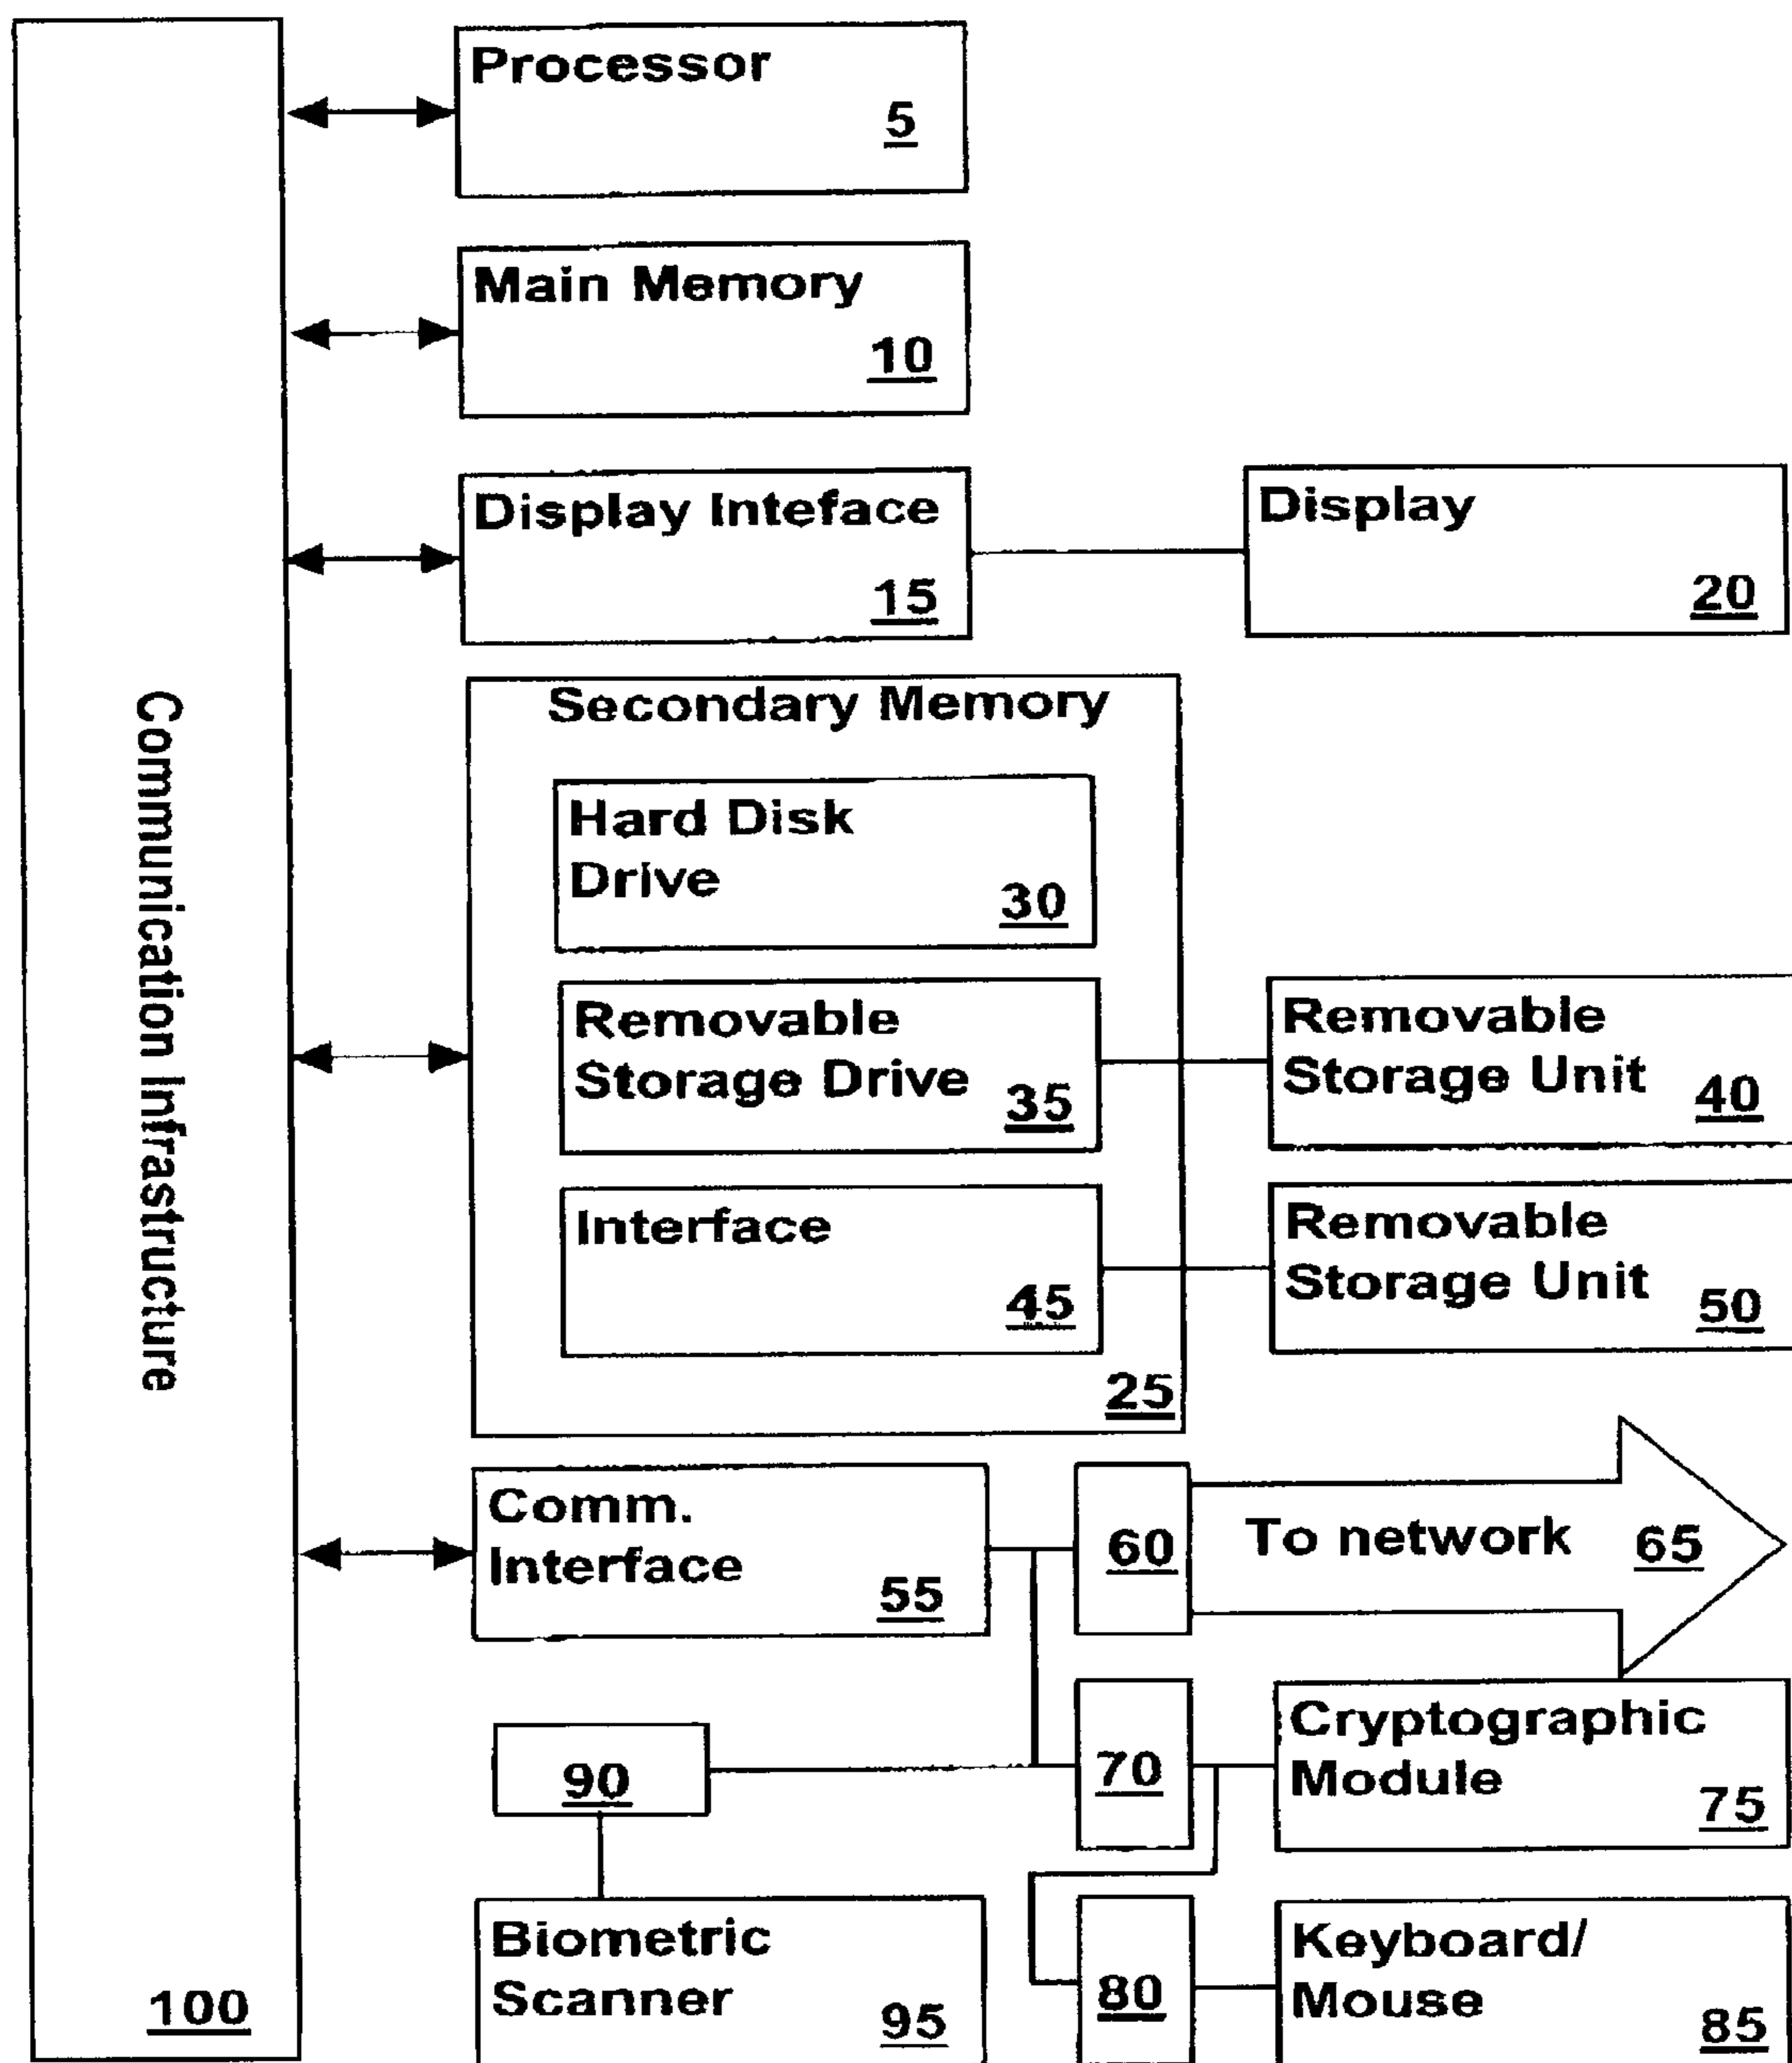 Processor
5
Main Memory
10
Display Inteface
15
Display
20
Secondary Memory
Hard Disk
Drive
30
Removable
Storage Drive
35
Removable
Storage Unit
40
Interface
45
Removable
Storage Unit
50
25
Communication Infrastructure
Comm.
Interface
55
60
To network
65
90
70
Cryptographic
Module
75
Biometric
Scanner
95
80
Keyboard/
Mouse
85
100